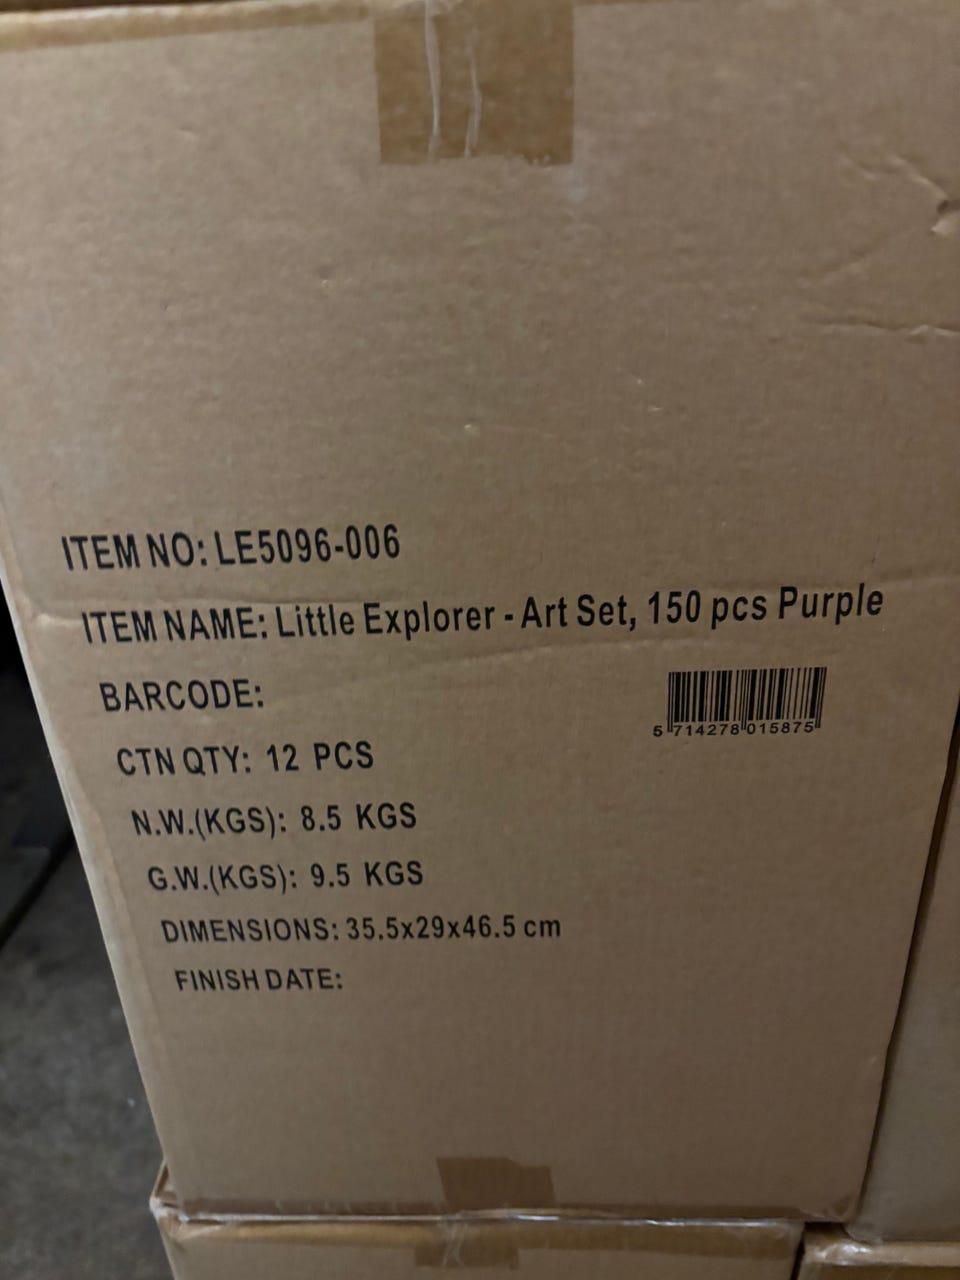 ITEM NO: LE5096-006
ITEM NAME: Little Explorer - Art Set, 150 pcs Purple
BARCODE:
5 714278 015875
CTN QTY: 12 PCS
N.W.(KGS): 8.5 KGS
G.W.(KGS): 9.5 KGS
DIMENSIONS: 35.5x29x46.5 cm
FINISH DATE: